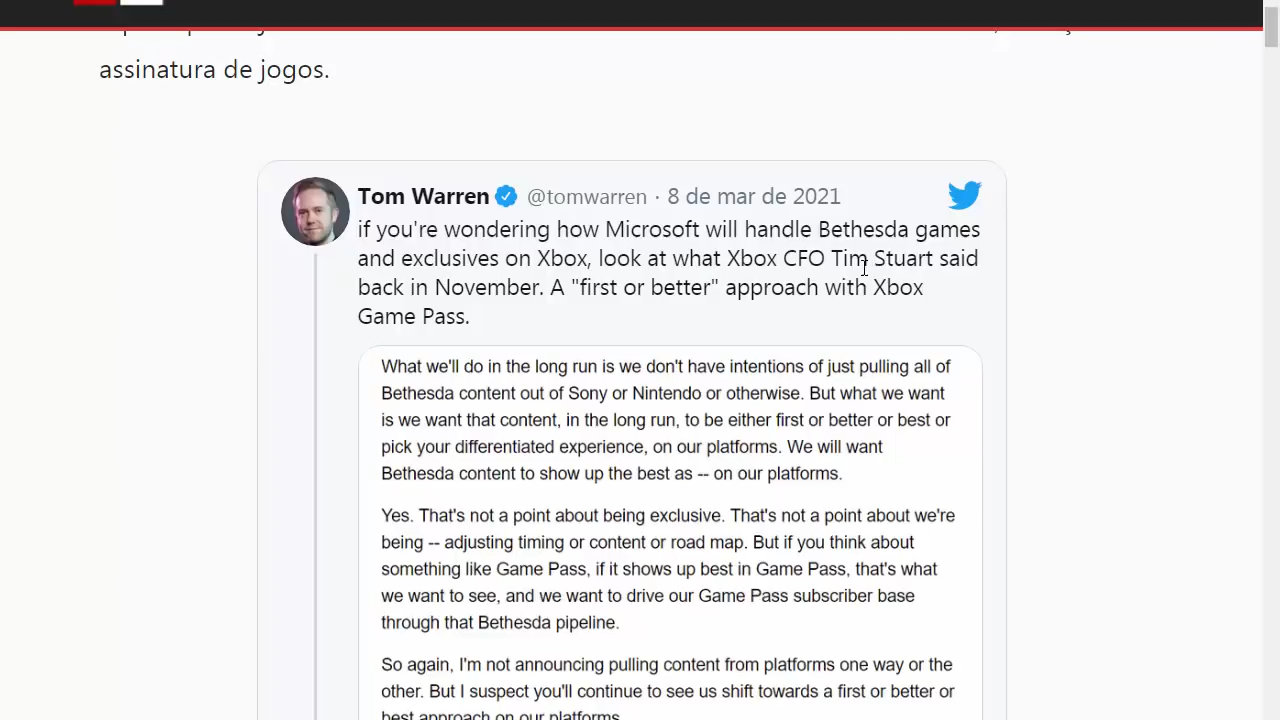 assinatura de jogos.
Tom Warren @tomwarren · 8 de mar de 2021
if you're wondering how Microsoft will handle Bethesda games
and exclusives on Xbox, look at what Xbox CFO Tim Stuart said
back in November. A "first or better" approach with Xbox
Game Pass.
What we'll do in the long run is we don't have intentions of just pulling all of
Bethesda content out of Sony or Nintendo or otherwise. But what we want
is we want that content, in the long run, to be either first or better or best or
pick your differentiated experience, on our platforms. We will want
Bethesda content to show up the best as -- on our platforms.
Yes. That's not a point about being exclusive. That's not a point about we're
being -- adjusting timing or content or road map. But if you think about
something like Game Pass, if it shows up best in Game Pass, that's what
we want to see, and we want to drive our Game Pass subscriber base
through that Bethesda pipeline.
So again, I'm not announcing pulling content from platforms one way or the
other. But I suspect you'll continue to see us shift towards a first or better or
best approach on our platforms.